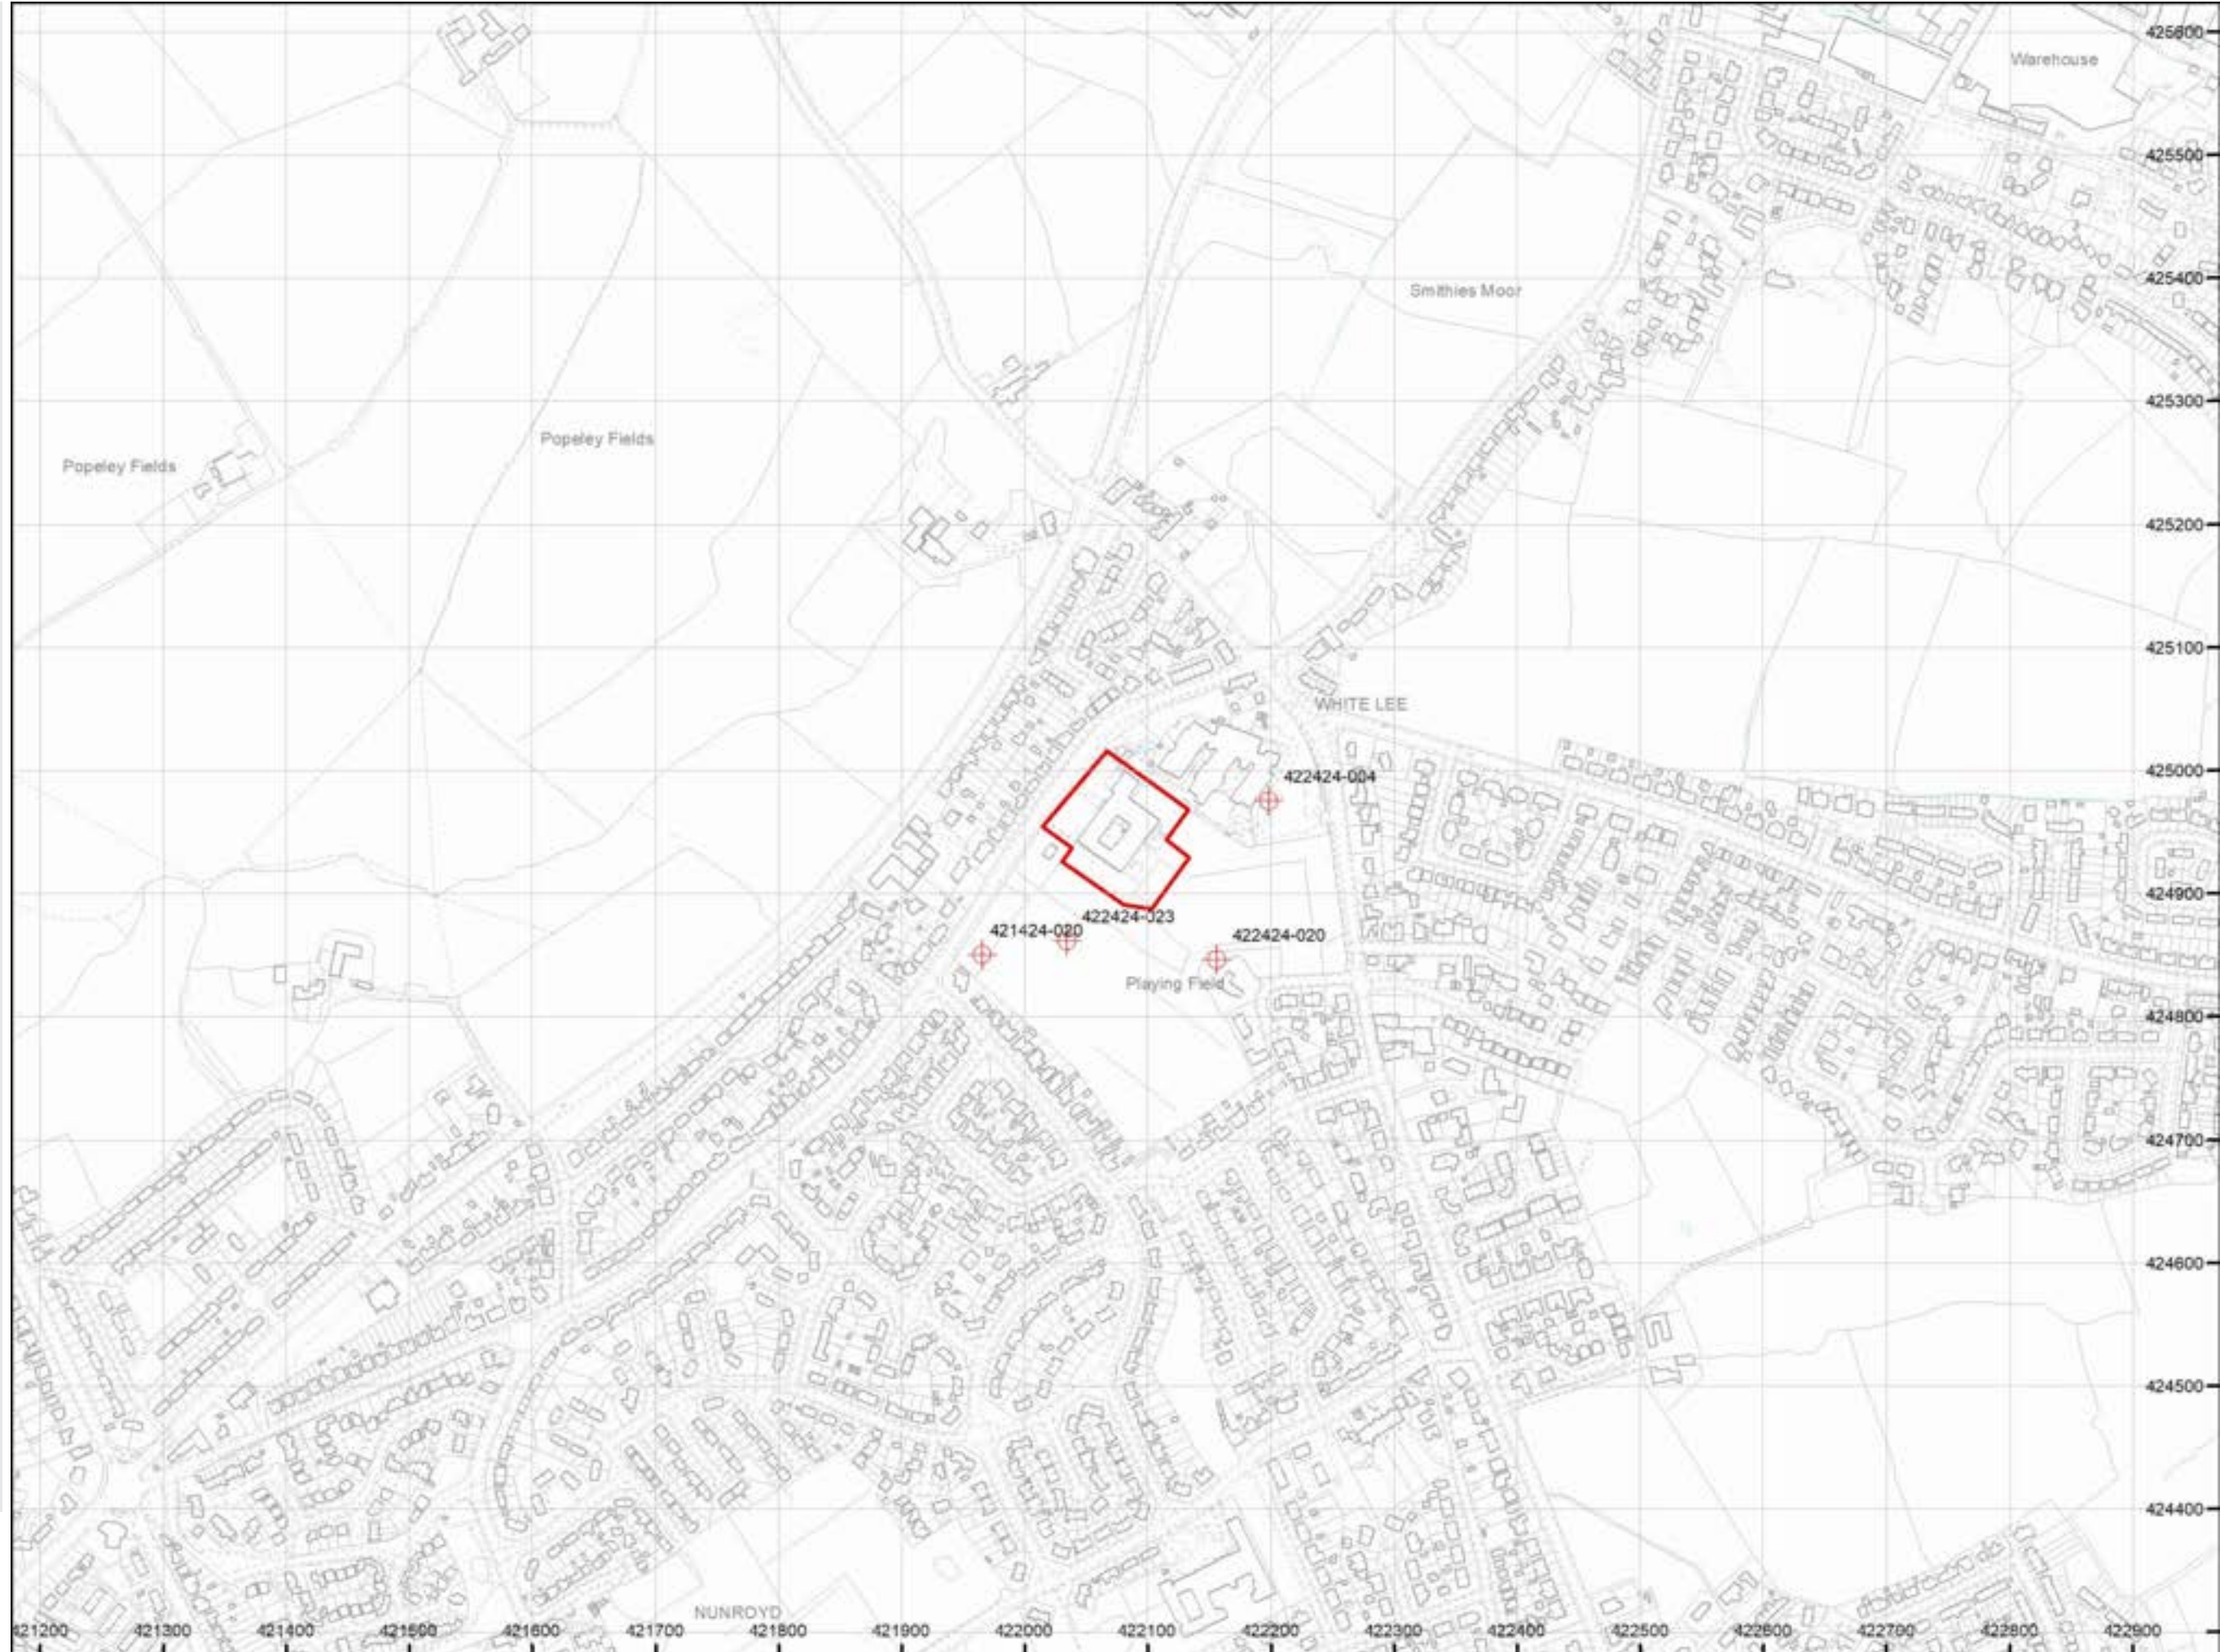 425600
Warehouse
425500
425400
Smithies Moor
425300
Popeley Fields
Popeley Fields
425200
425100
WHITE LEE
425000
422424-004
424900
422424-023
421424-020
422424-020
Playing Field
424800
424700
424600
424500
424400
NUNROYD
421200 421300 421400 421500 421600 421700 421800 421900 422000 422100 422200 422300 422400 422500 422600 422700 422800 422900